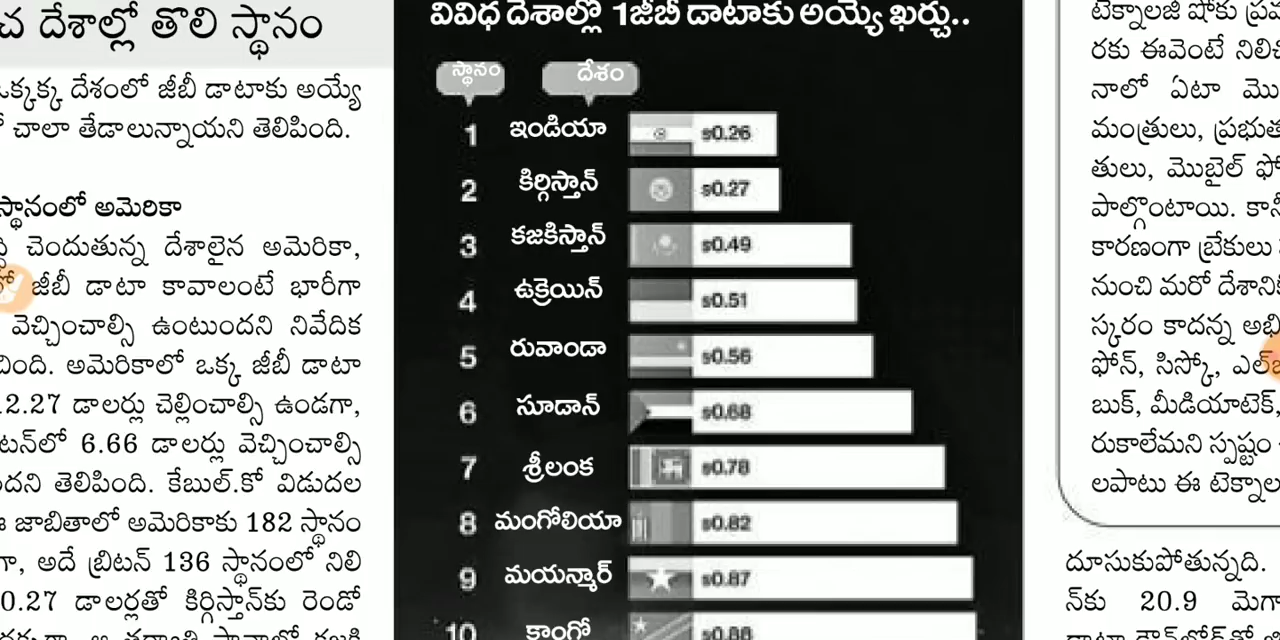 చ దేశాల్లో తొలి స్థానం
ఒక్కక్క దేశంలో జీబీ డాటాకు అయ్యే
చాలా తేడాలున్నాయని తెలిపింది.
స్థానంలో అమెరికా
చెందుతున్న దేశాలైన అమెరికా,
జీబీ డాటా కావాలంటే భారీగా
వెచ్చించాల్సి ఉంటుందని నివేదిక
చింది. అమెరికాలో ఒక్క జీబీ డాటా
2.27 డాలర్లు చెల్లించాల్సి ఉండగా,
టన్‌లో 6.66 డాలర్లు వెచ్చించాల్సి
దని తెలిపింది. కేబుల్.కో విడుదల
ఈ జాబితాలో అమెరికాకు 182 స్థానం
గా, అదే బ్రిటన్ 136 స్థానంలో నిలి
0.27 డాలర్లతో కిర్గిస్తాన్‌కు రెండో
వివిధ దేశాల్లో 1జీబీ డాటాకు అయ్యే ఖర్చు..
స్థానం దేశం
1 ఇండియా $0.26
2 కిర్గిస్తాన్ $0.27
3 కజకిస్తాన్ $0.49
4 ఉక్రెయిన్ $0.51
5 రువాండా $0.56
6 సూడాన్ $0.68
7 శ్రీలంక $0.78
8 మంగోలియా $0.82
9 మయన్మార్ $0.87
10 కాంగో $0.88
టెక్నాలజీ షోకు ప్రప
రకు ఈవెంటే నిలిచి
నాలో ఏటా మొ
మంత్రులు, ప్రభుత
తులు, మొబైల్ ఫో
పాల్గొంటాయి. కానీ
కారణంగా బ్రేకులు
నుంచి మరో దేశానికి
స్కరం కాదన్న అభి
ఫోన్, సిస్కో, ఎల్
బుక్, మీడియాటెక్,
రుకాలేమని స్పష్టం
లపాటు ఈ టెక్నాల
దూసుకుపోతున్నది.
న్‌కు 20.9 మెగా